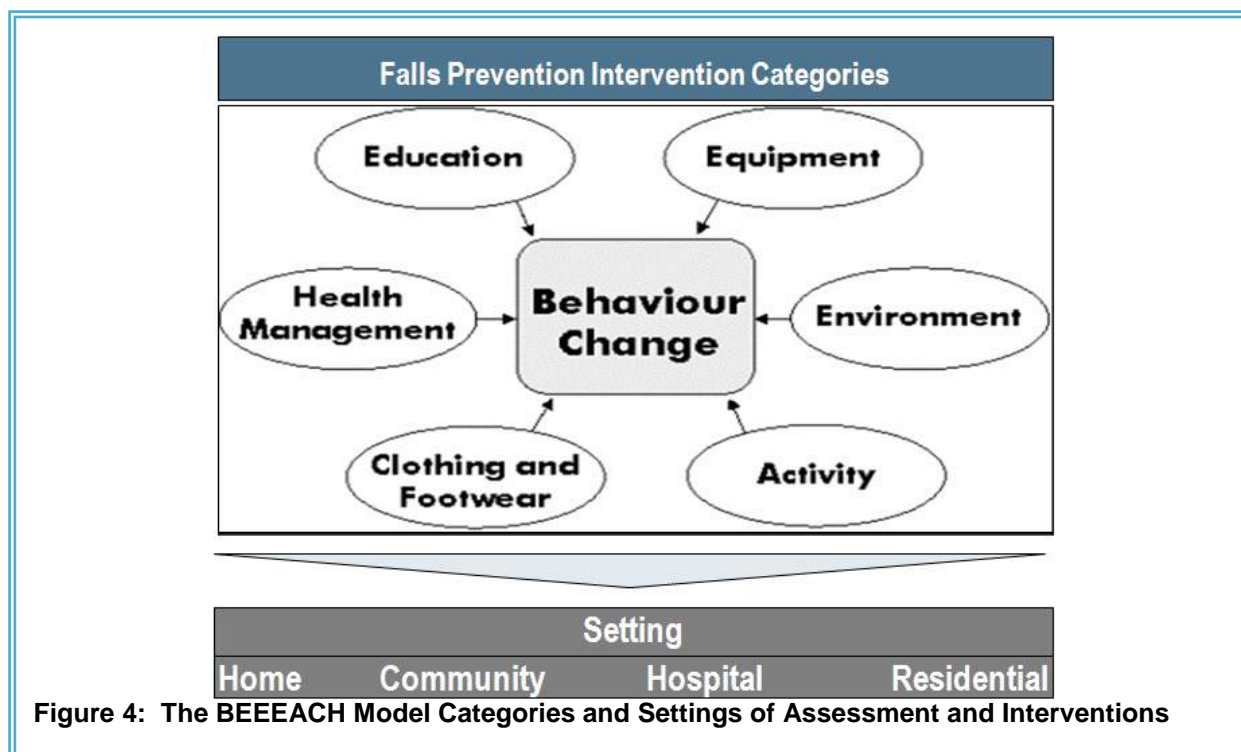 Falls Prevention Intervention Categories
Education
Equipment
Health
Management
Behaviour
Change
Environment
Clothing and
Footwear
Activity
Setting
Home Community Hospital Residential
Figure 4: The BEEEACH Model Categories and Settings of Assessment and Interventions